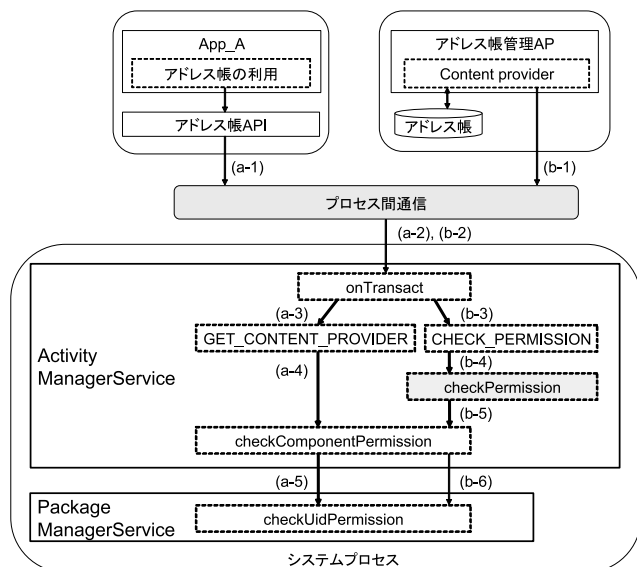 App_A
アドレス帳の利用
アドレス帳API
アドレス帳管理AP
Content provider
アドレス帳
(a-1)
(b-1)
プロセス間通信
(a-2), (b-2)
onTransact
(a-3)
(b-3)
GET_CONTENT_PROVIDER
CHECK_PERMISSION
(a-4)
(b-4)
checkPermission
(b-5)
Activity
ManagerService
checkComponentPermission
(a-5)
(b-6)
Package
ManagerService
checkUidPermission
システムプロセス